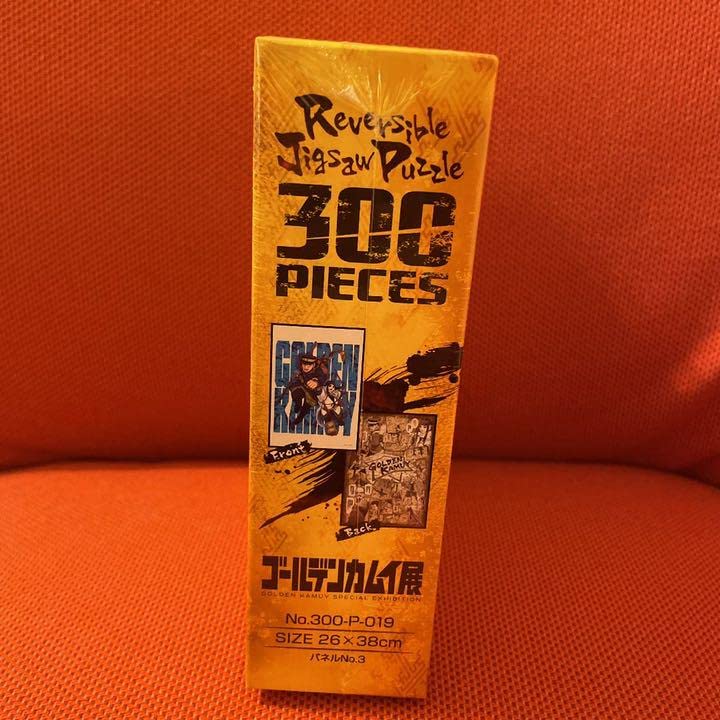 Reversible
Jigsaw Puzzle
300
PIECES
GOLDEN
KAMUY
Front
GOLDEN
KAMUY
Back
ゴールデンカムイ展
GOLDEN KAMUY SPECIAL EXHIBITION
No.300-P-019
SIZE 26×38cm
パネルNo.3